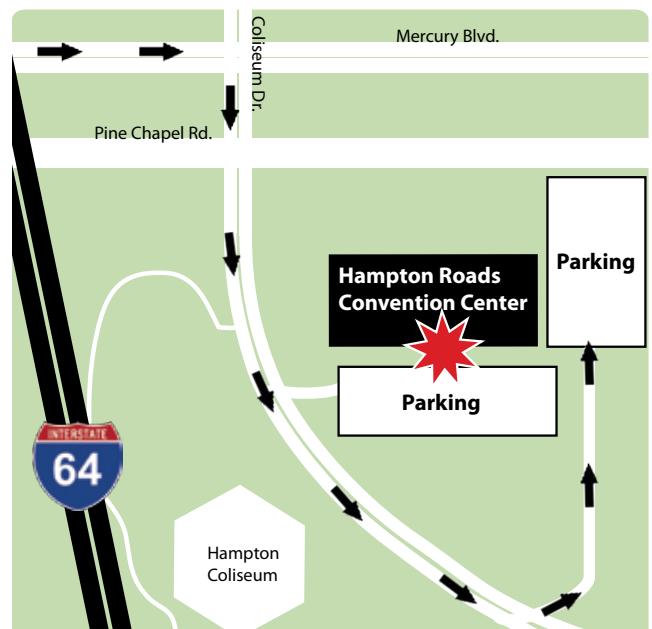 Mercury Blvd.
Coliseum Dr.
Pine Chapel Rd.
Parking
Hampton Roads
Convention Center
Parking
INTERSTATE
64
Hampton
Coliseum